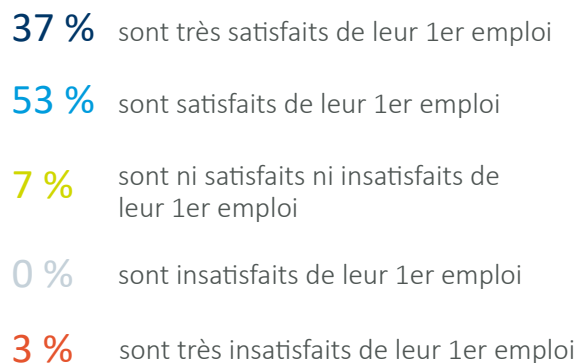 37 % sont très satisfaits de leur 1er emploi
53 % sont satisfaits de leur 1er emploi
7 % sont ni satisfaits ni insatisfaits de
leur 1er emploi
0 % sont insatisfaits de leur 1er emploi
3 % sont très insatisfaits de leur 1er emploi